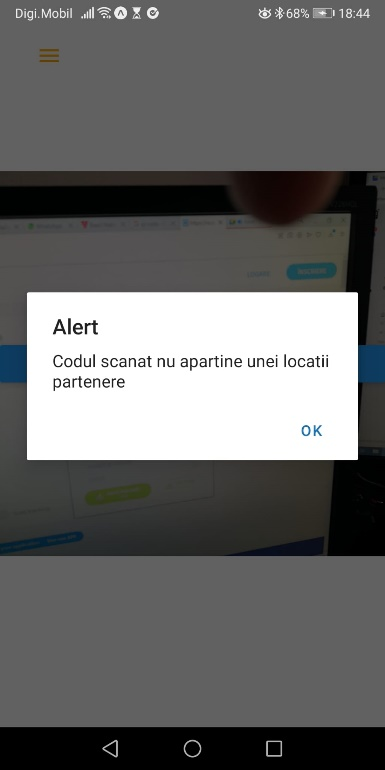 Digi.Mobil 68% 18:44
Alert
Codul scanat nu apartine unei locatii
partenere
OK